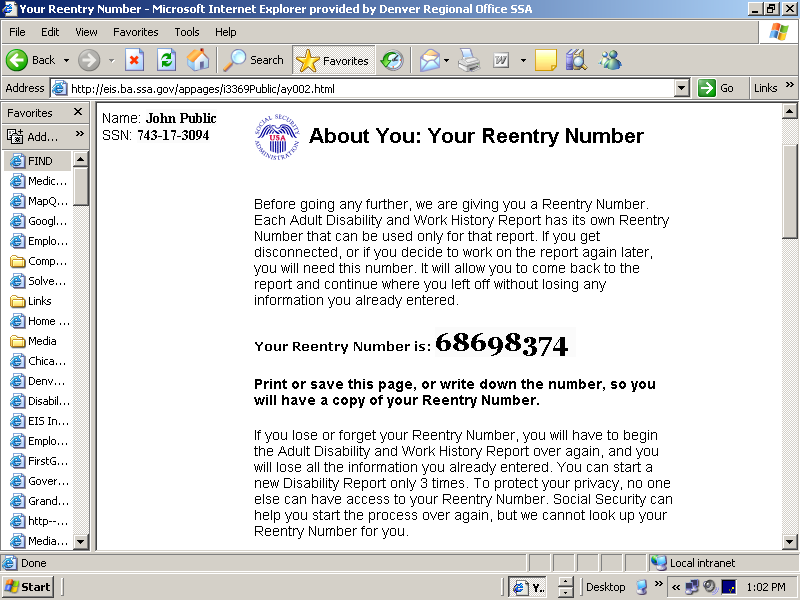 Your Reentry Number - Microsoft Internet Explorer provided by Denver Regional Office SSA
File Edit View Favorites Tools Help
Back Search Favorites
Address http://eis.ba.ssa.gov/appages/i3369Public/ay002.html Go Links »
Favorites
Add... »
FIND
Medic...
MapQ...
Googl...
Emplo...
Comp...
Solve...
Links
Home ...
Media
Chica...
Denv...
Disabil...
EIS In...
Emplo...
FirstG...
Gover...
Grand...
http--...
Media...
Name: John Public
SSN: 743-17-3094
SOCIAL SECURITY
USA
ADMINISTRATION
About You: Your Reentry Number
Before going any further, we are giving you a Reentry Number.
Each Adult Disability and Work History Report has its own Reentry
Number that can be used only for that report. If you get
disconnected, or if you decide to work on the report again later,
you will need this number. It will allow you to come back to the
report and continue where you left off without losing any
information you already entered.
Your Reentry Number is: 68698374
Print or save this page, or write down the number, so you
will have a copy of your Reentry Number.
If you lose or forget your Reentry Number, you will have to begin
the Adult Disability and Work History Report over again, and you
will lose all the information you already entered. You can start a
new Disability Report only 3 times. To protect your privacy, no one
else can have access to your Reentry Number. Social Security can
help you start the process over again, but we cannot look up your
Reentry Number for you.
Done Local intranet
Start Y.. Desktop » « 1:02 PM